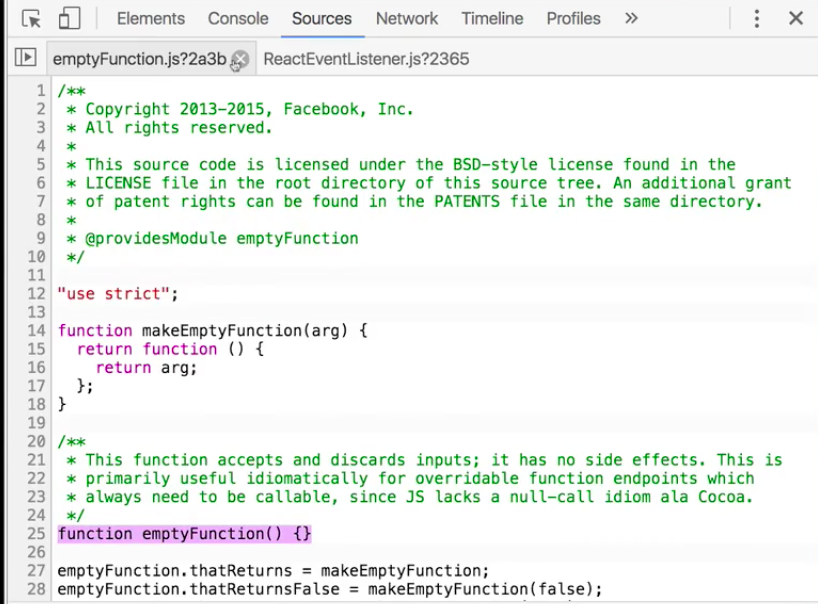 Elements Console Sources Network Timeline Profiles »
emptyFunction.js?2a3b ReactEventListener.js?2365
1 /**
2  * Copyright 2013-2015, Facebook, Inc.
3  * All rights reserved.
4  *
5  * This source code is licensed under the BSD-style license found in the
6  * LICENSE file in the root directory of this source tree. An additional grant
7  * of patent rights can be found in the PATENTS file in the same directory.
8  *
9  * @providesModule emptyFunction
10  */
11
12 "use strict";
13
14 function makeEmptyFunction(arg) {
15   return function () {
16     return arg;
17   };
18 }
19
20 /**
21  * This function accepts and discards inputs; it has no side effects. This is
22  * primarily useful idiomatically for overridable function endpoints which
23  * always need to be callable, since JS lacks a null-call idiom ala Cocoa.
24  */
25 function emptyFunction() {}
26
27 emptyFunction.thatReturns = makeEmptyFunction;
28 emptyFunction.thatReturnsFalse = makeEmptyFunction(false);